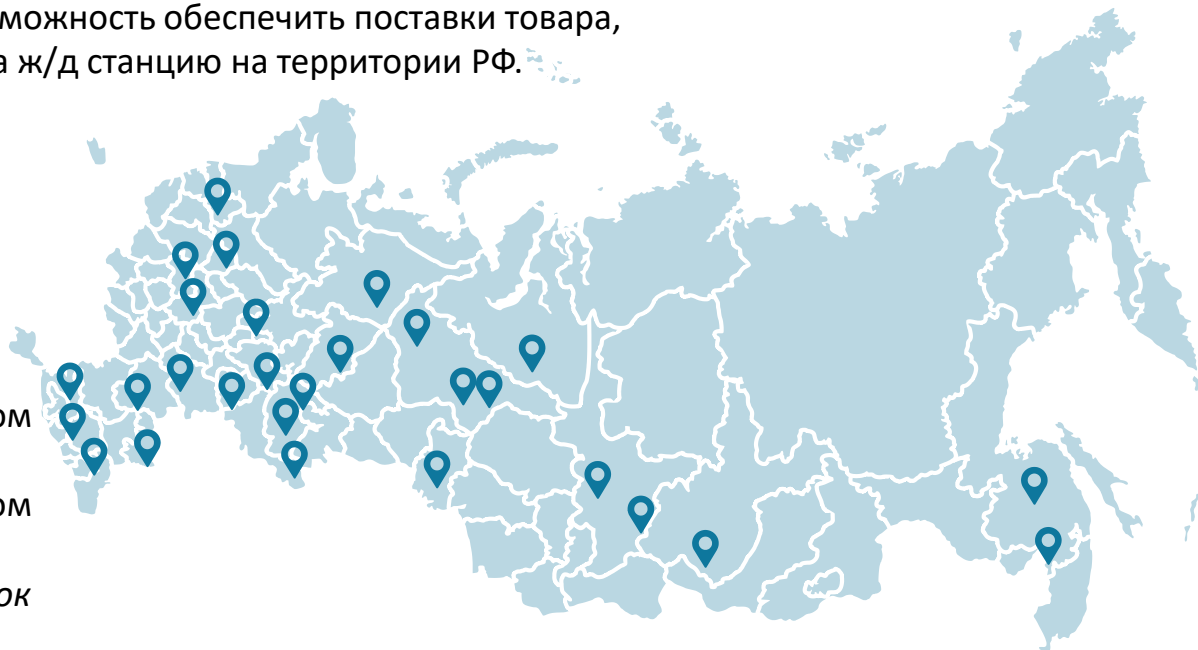 можность обеспечить поставки товара,
а ж/д станцию на территории РФ.
ом
ом
ок